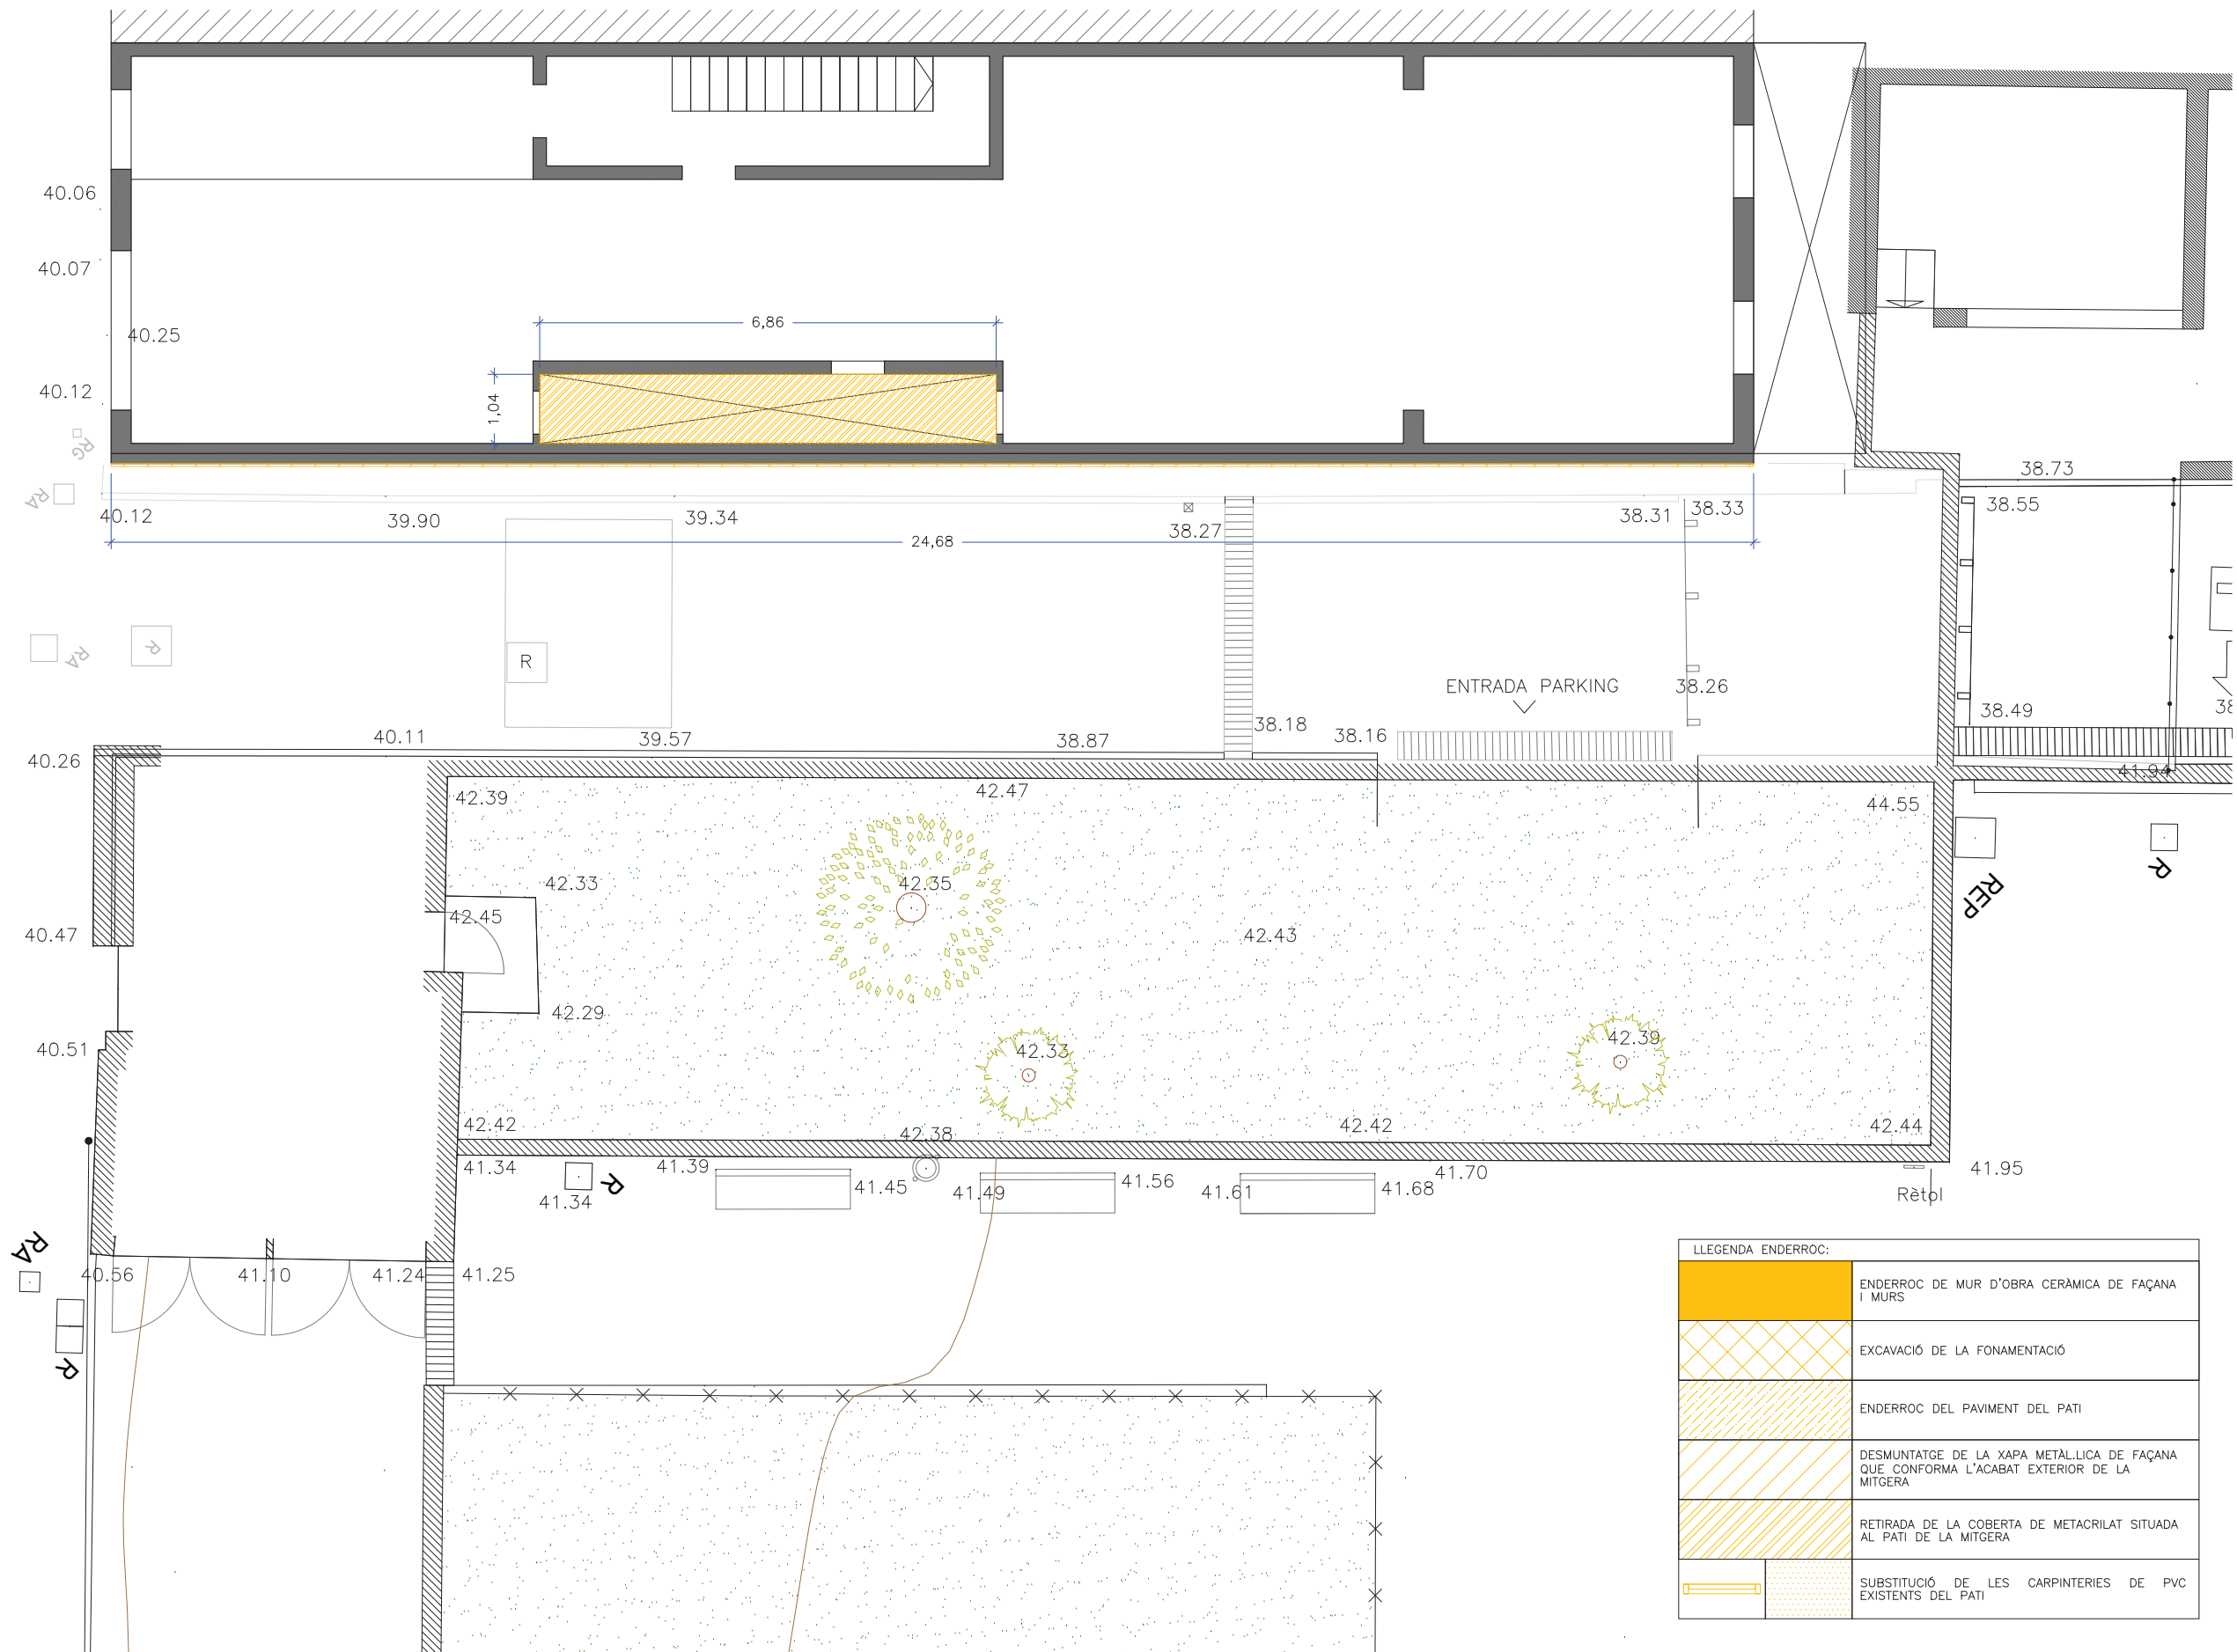 40.06
40.07
40.25
6,86
40.12
1,04
RG
RA
40.12
39.90
39.34
38.27
38.31
38.33
38.73
38.55
24,68
RA
R
R
ENTRADA PARKING
38.26
38.49
38.18
38.16
40.11
39.57
38.87
40.26
41.94
42.39
42.47
44.55
42.33
42.35
42.45
REP
R
40.47
42.43
42.29
40.51
42.33
42.39
42.42
42.38
42.42
42.44
41.34
41.39
41.45
41.49
41.56
41.61
41.68
41.70
41.95
R
41.34
Rètol
RA
40.56
41.10
41.24
41.25
R
LLEGENDA ENDERROC:
ENDERROC DE MUR D'OBRA CERÀMICA DE FAÇANA
I MURS
EXCAVACIÓ DE LA FONAMENTACIÓ
ENDERROC DEL PAVIMENT DEL PATI
DESMUNTATGE DE LA XAPA METÀL.LICA DE FAÇANA
QUE CONFORMA L'ACABAT EXTERIOR DE LA
MITGERA
RETIRADA DE LA COBERTA DE METACRILAT SITUADA
AL PATI DE LA MITGERA
SUBSTITUCIÓ DE LES CARPINTERIES DE PVC
EXISTENTS DEL PATI